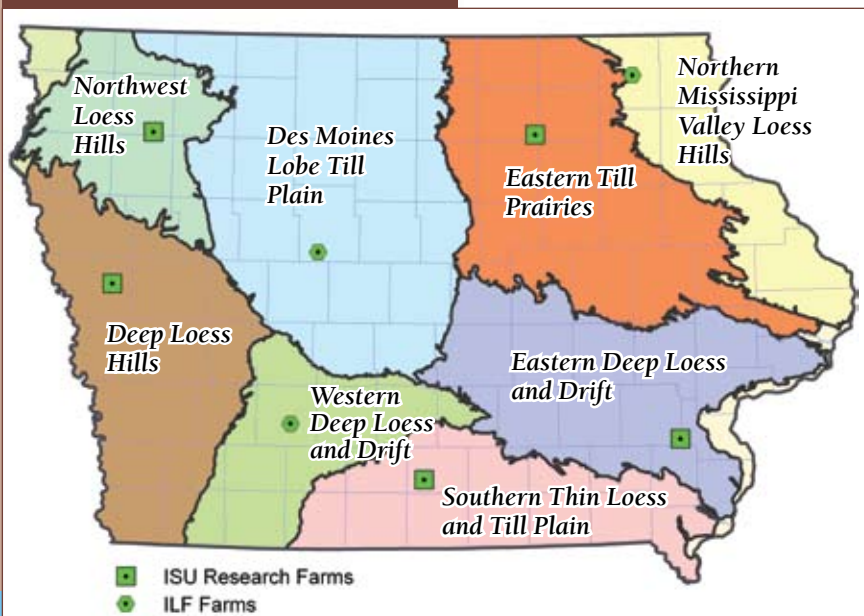 Northwest
Loess
Hills
Des Moines
Lobe Till
Plain
Eastern Till
Prairies
Northern
Mississippi
Valley Loess
Hills
Deep Loess
Hills
Western
Deep Loess
and Drift
Eastern Deep Loess
and Drift
Southern Thin Loess
and Till Plain
ISU Research Farms
ILF Farms